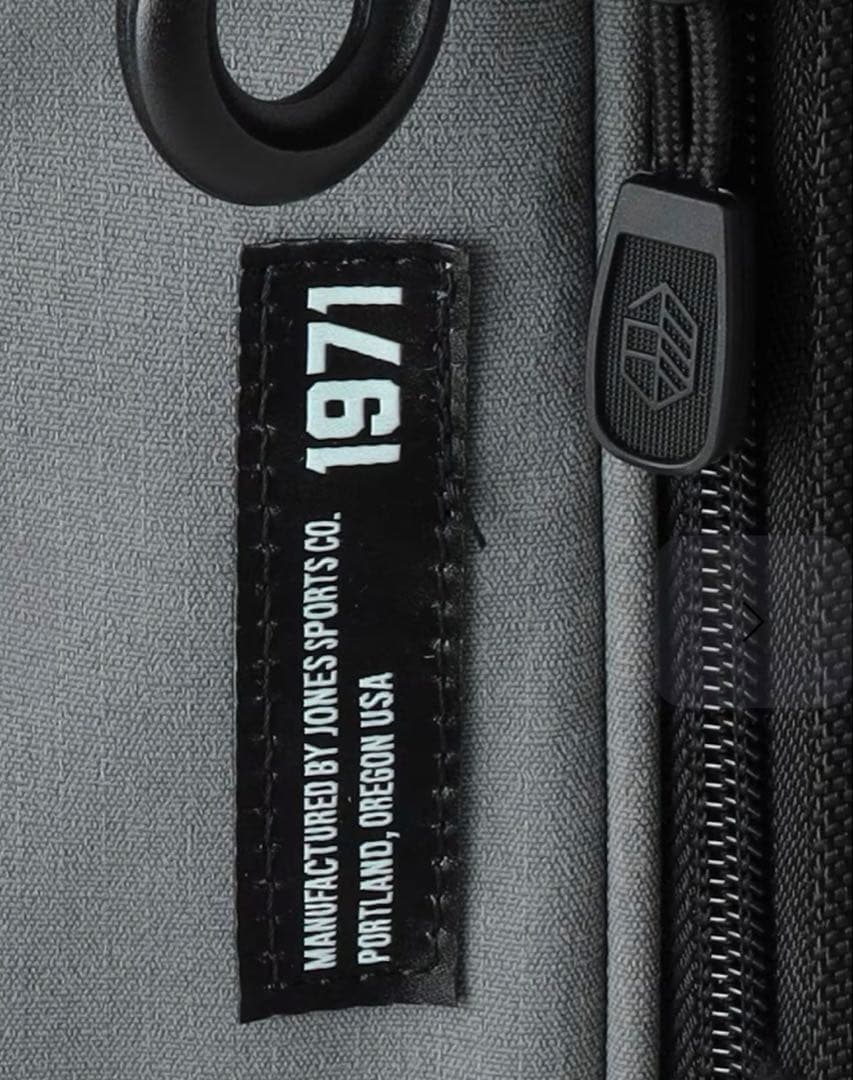 MANUFACTURED BY JONES SPORTS CO.
PORTLAND, OREGON USA
1971